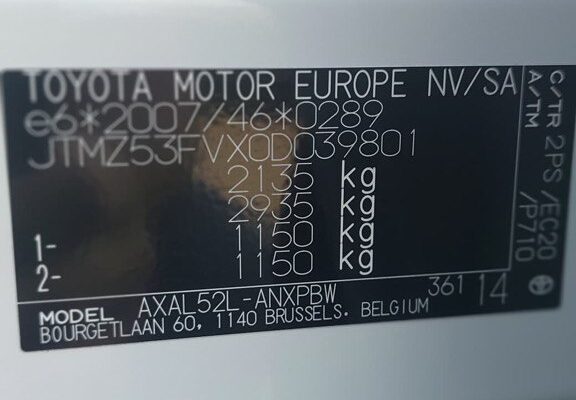 TOYOTA MOTOR EUROPE NV/SA
e6*2007/46*0289
JTMZ53FVX0D039801
2135 kg
2935 kg
1- 1150 kg
2- 1150 kg
MODEL AXAL52L-ANXPBW
361 14
BOURGETLAAN 60, 1140 BRUSSELS, BELGIUM
C/TR 2PS /EC20
A/TM /P710